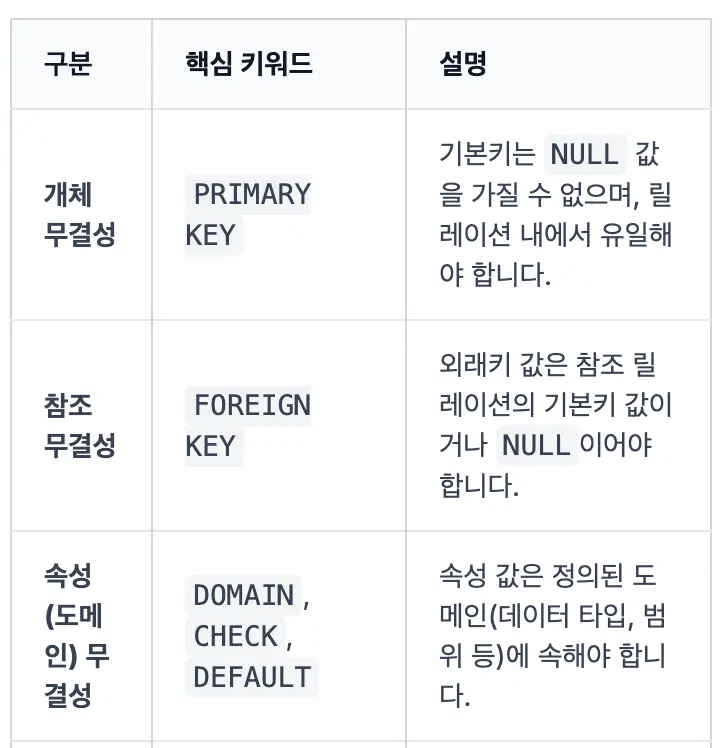 구분
핵심 키워드
설명
개체
무결성
PRIMARY
KEY
기본키는 NULL 값
을 가질 수 없으며, 릴
레이션 내에서 유일해
야 합니다.
참조
무결성
FOREIGN
KEY
외래키 값은 참조 릴
레이션의 기본키 값이
거나 NULL이어야
합니다.
속성
(도메
인) 무
결성
DOMAIN,
CHECK,
DEFAULT
속성 값은 정의된 도
메인(데이터 타입, 범
위 등)에 속해야 합니
다.